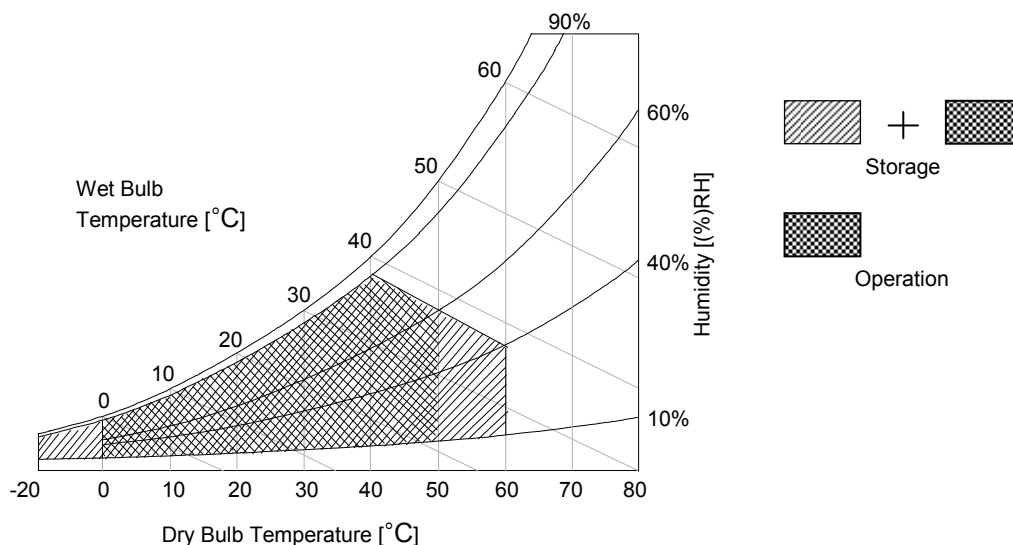 90%
60
60%
50
Wet Bulb
Temperature [°C]
Humidity [(%)RH]
Storage
40
40%
30
Operation
20
10
0
10%
-20 0 10 20 30 40 50 60 70 80
Dry Bulb Temperature [°C]